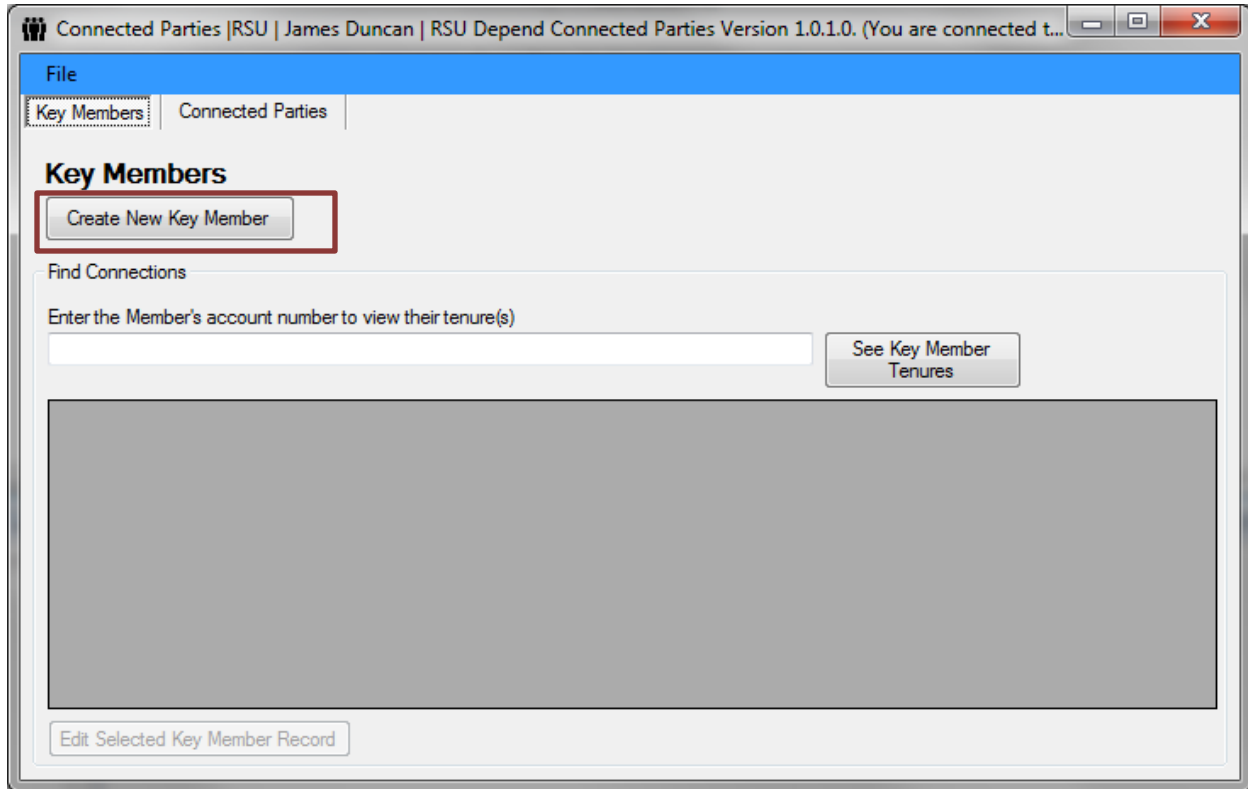 Connected Parties |RSU | James Duncan | RSU Depend Connected Parties Version 1.0.1.0. (You are connected t...
File
Key Members Connected Parties
Key Members
Create New Key Member
Find Connections
Enter the Member's account number to view their tenure(s)
See Key Member
Tenures
Edit Selected Key Member Record